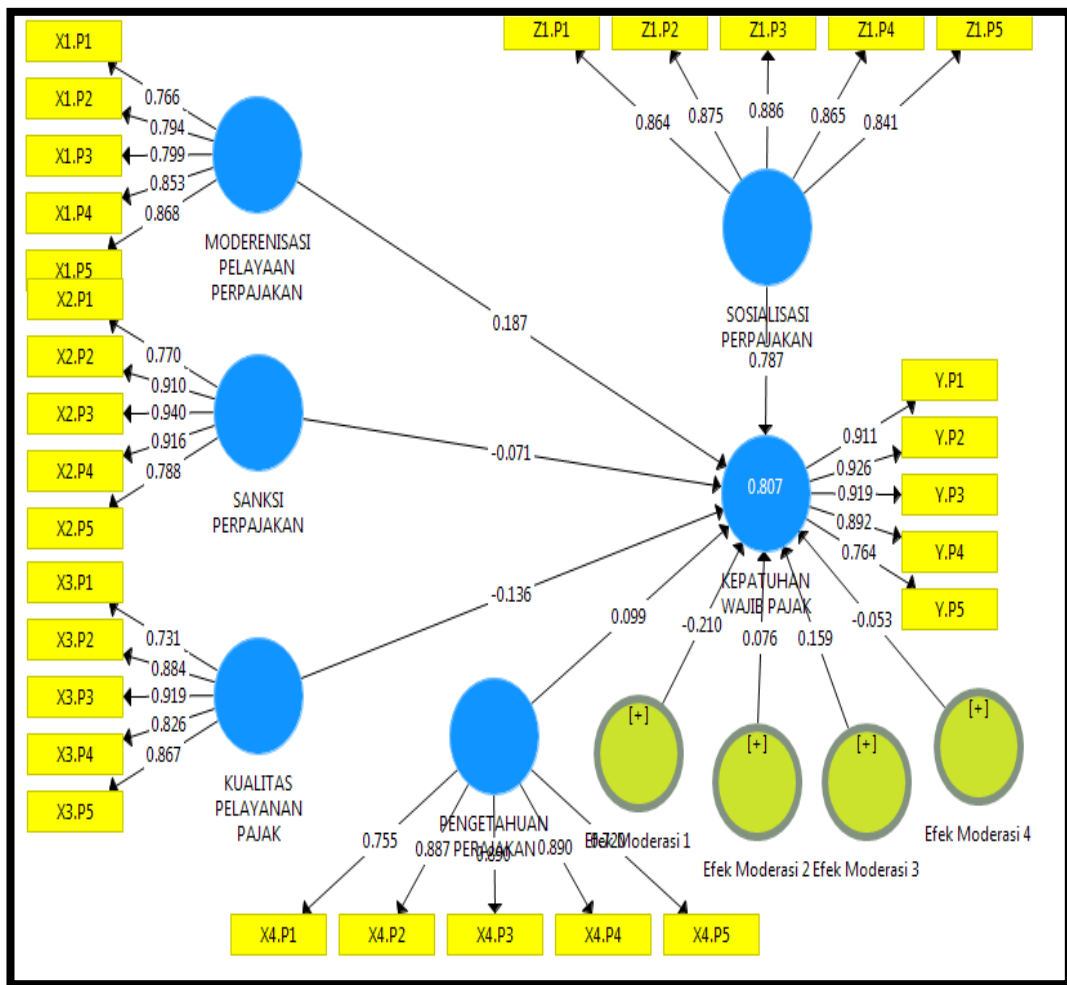 X1.P1
X1.P2
X1.P3
X1.P4
X1.P5
0.766
0.794
0.799
0.853
0.868
MODERENISASI
PELAYAAN
PERPAJAKAN
Z1.P1
Z1.P2
Z1.P3
Z1.P4
Z1.P5
0.864
0.875
0.886
0.865
0.841
SOSIALISASI
PERPAJAKAN
0.787
0.187
X2.P1
X2.P2
X2.P3
X2.P4
X2.P5
0.770
0.910
0.940
0.916
0.788
SANKSI
PERPAJAKAN
-0.071
0.807
KEPATUHAN
WAJIB PAJAK
Y.P1
Y.P2
Y.P3
Y.P4
Y.P5
0.911
0.926
0.919
0.892
0.764
X3.P1
X3.P2
X3.P3
X3.P4
X3.P5
0.731
0.884
0.919
0.826
0.867
KUALITAS
PELAYANAN
PAJAK
-0.136
0.099
-0.210
0.076
0.159
-0.053
[+]
[+]
[+]
[+]
PENGETAHUAN
PERAJAKAN
Efek Moderasi 1
Efek Moderasi 2
Efek Moderasi 3
Efek Moderasi 4
0.755
0.887
0.890
0.890
X4.P1
X4.P2
X4.P3
X4.P4
X4.P5